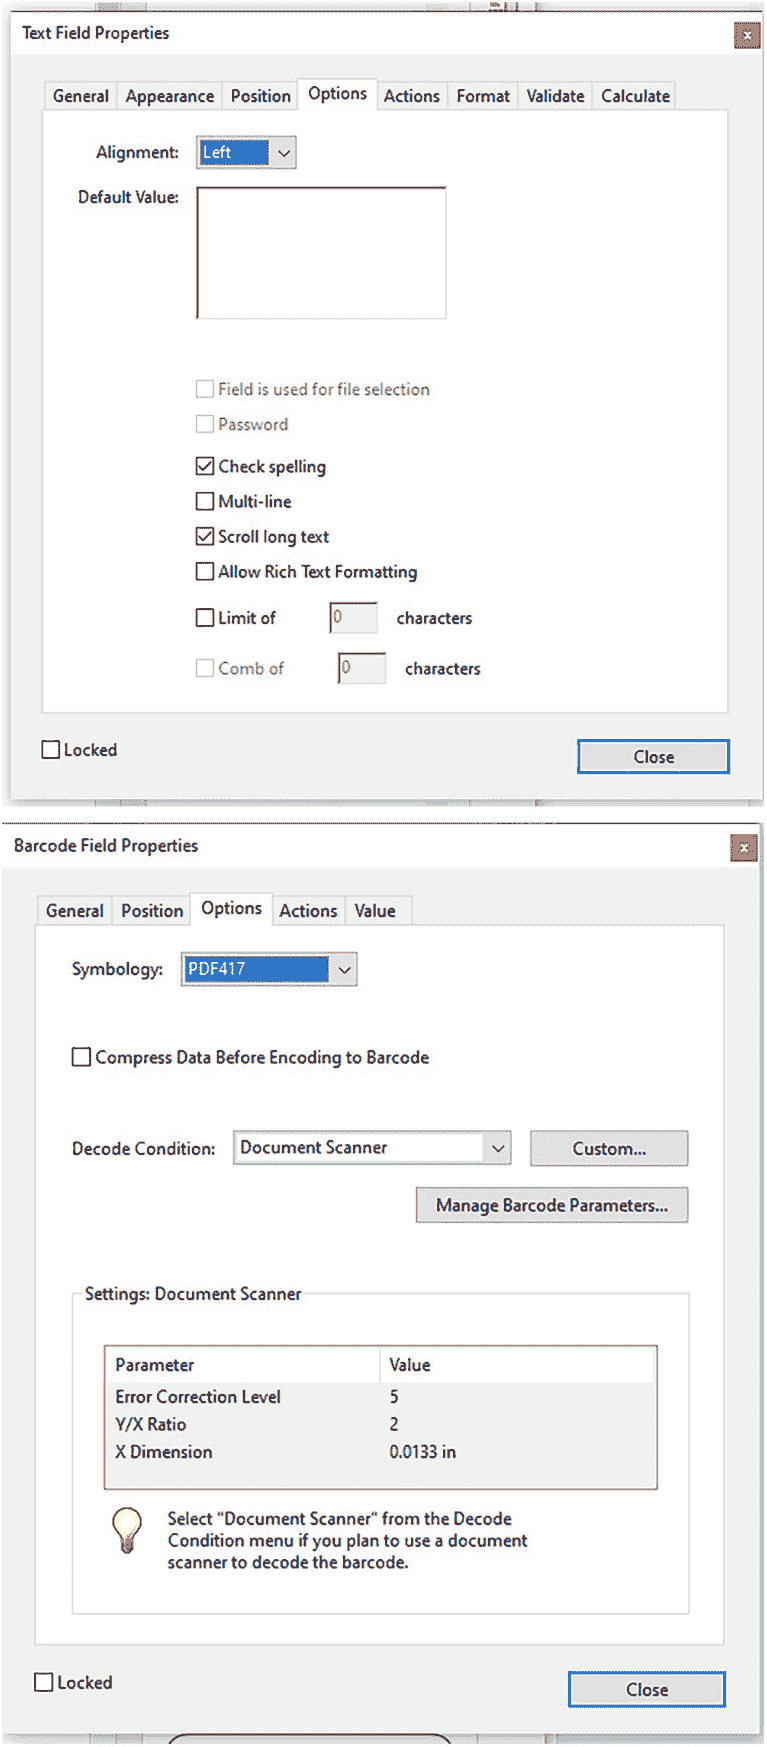 Text Field Properties
x
General Appearance Position Options Actions Format Validate Calculate
Alignment: Left
Default Value:
Field is used for file selection
Password
Check spelling
Multi-line
Scroll long text
Allow Rich Text Formatting
Limit of 0 characters
Comb of 0 characters
Locked
Close
Barcode Field Properties
x
General Position Options Actions Value
Symbology: PDF417
Compress Data Before Encoding to Barcode
Decode Condition: Document Scanner Custom...
Manage Barcode Parameters...
Settings: Document Scanner
Parameter Value
Error Correction Level 5
Y/X Ratio 2
X Dimension 0.0133 in
Select "Document Scanner" from the Decode
Condition menu if you plan to use a document
scanner to decode the barcode.
Locked
Close